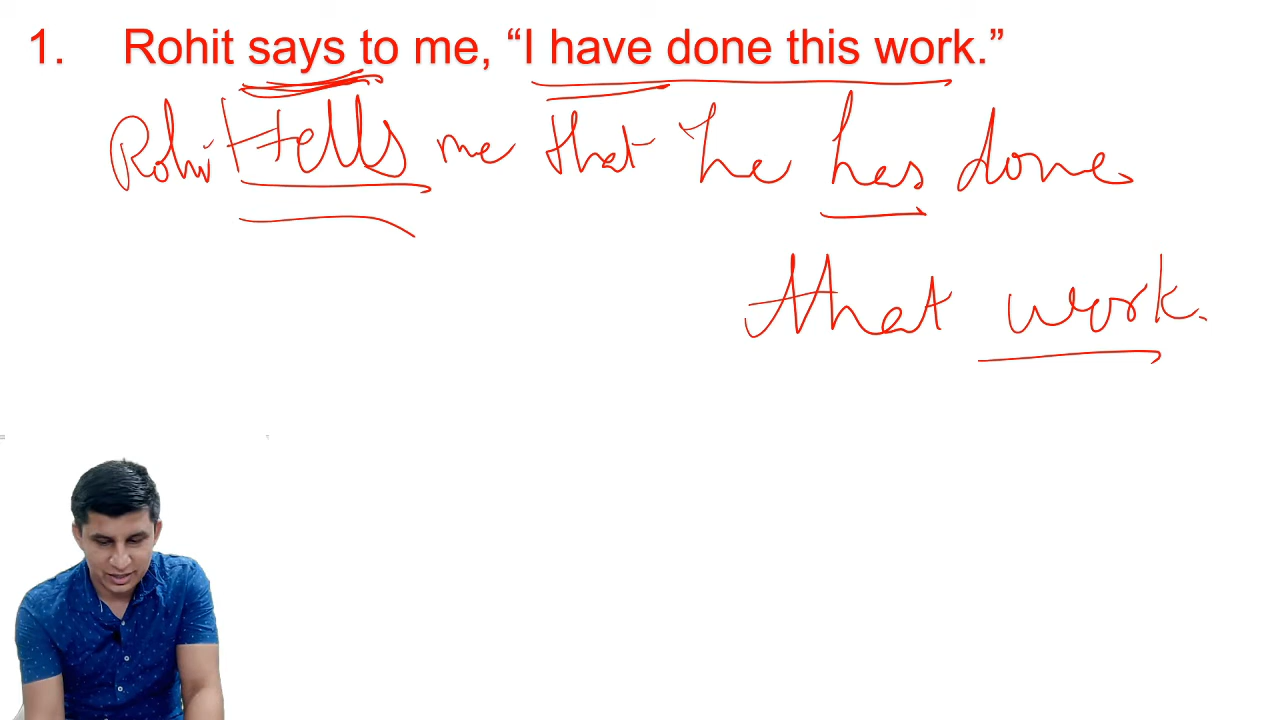 1. Rohit says to me, “I have done this work.”
Rohit tells me that he has done
that work.